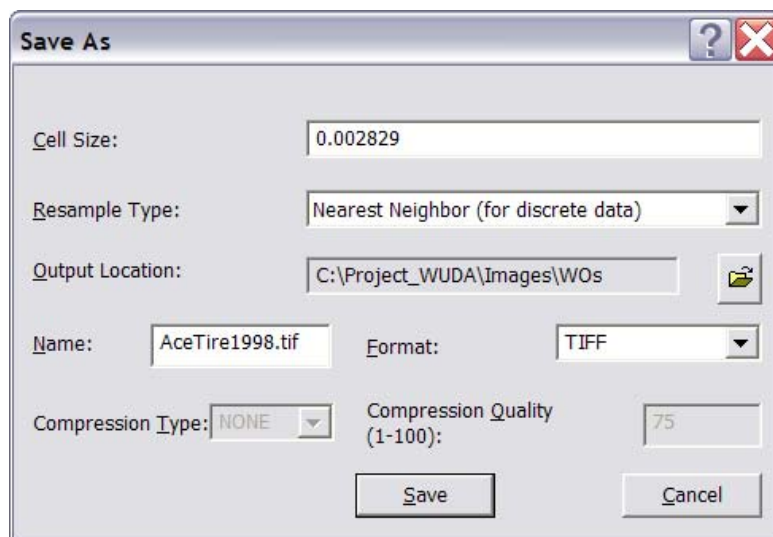 Save As
?
Cell Size: 0.002829
Resample Type: Nearest Neighbor (for discrete data)
Output Location: C:\Project_WUDA\Images\WOs
Name: AceTire1998.tif Format: TIFF
Compression Type: NONE Compression Quality
(1-100): 75
Save Cancel